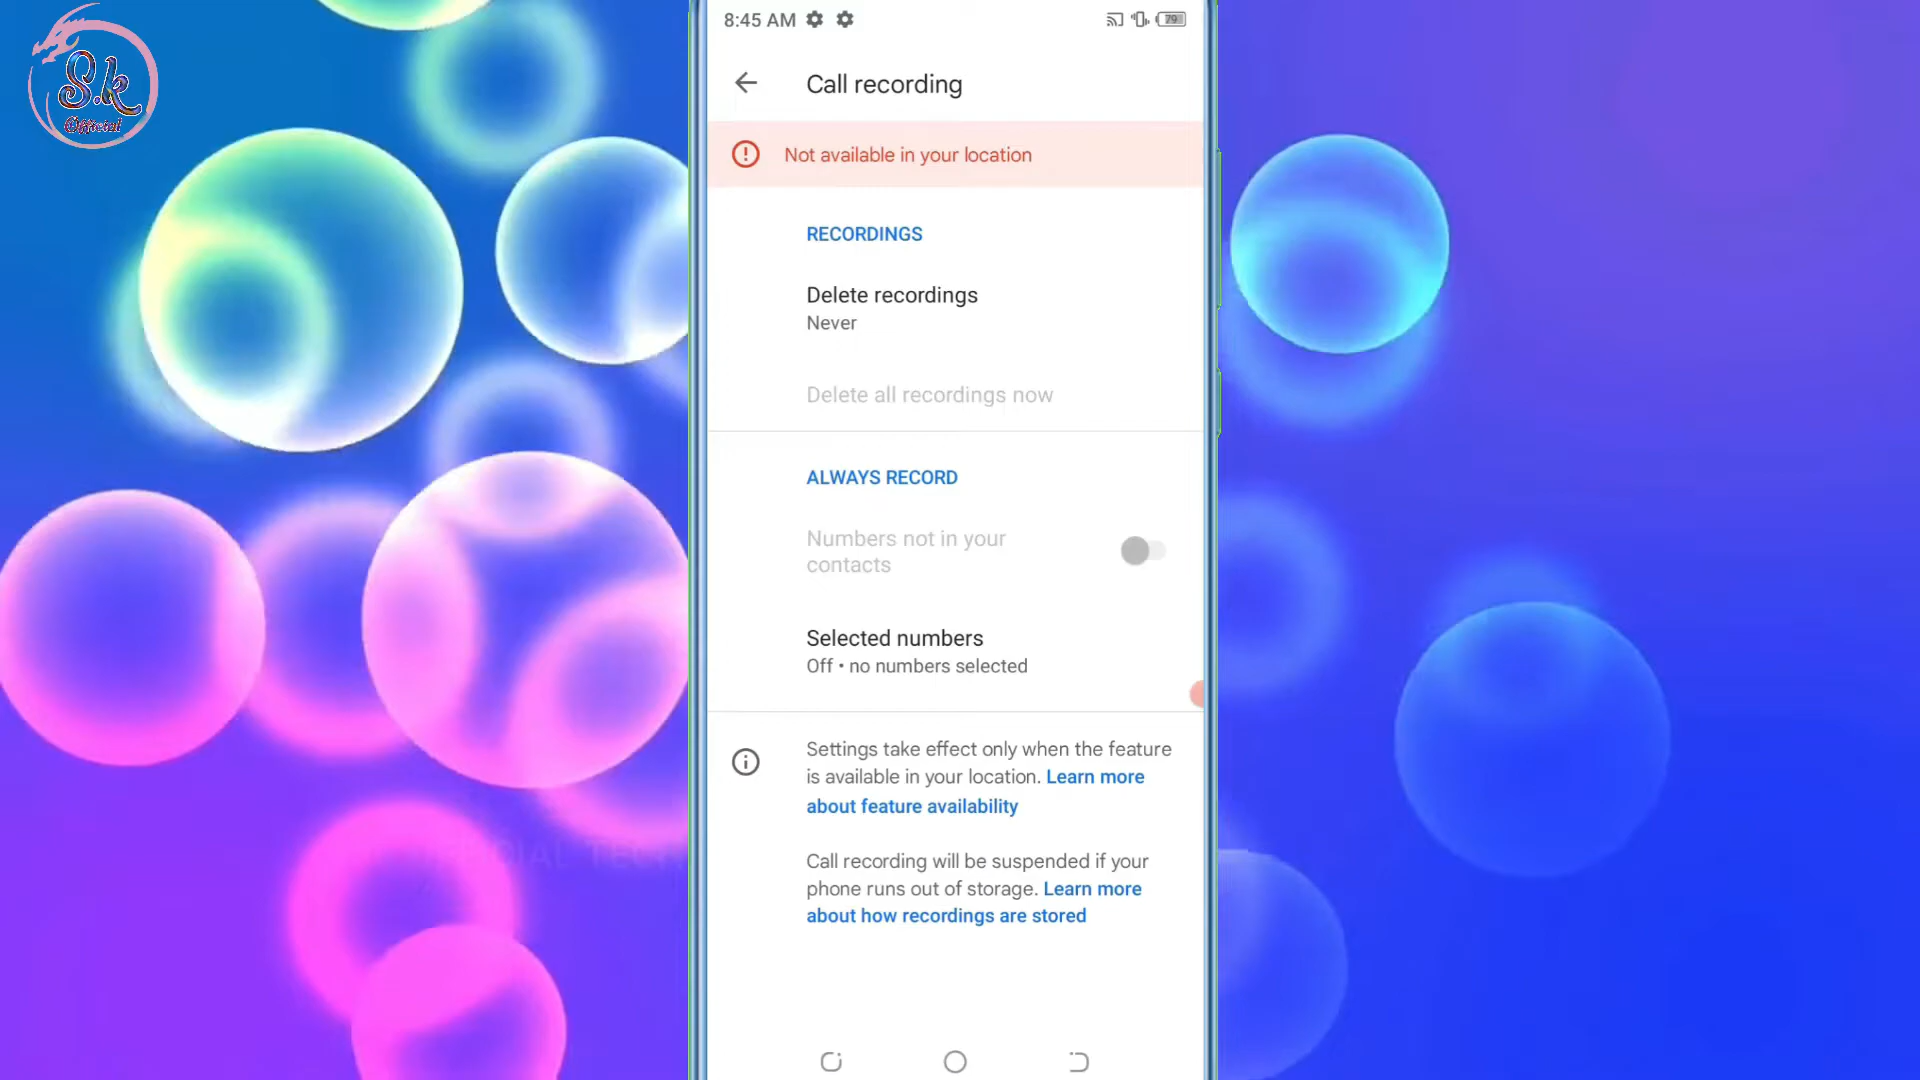 S.k
Official
8:45 AM
79
Call recording
Not available in your location
RECORDINGS
Delete recordings
Never
Delete all recordings now
ALWAYS RECORD
Numbers not in your
contacts
Selected numbers
Off • no numbers selected
Settings take effect only when the feature
is available in your location. Learn more
about feature availability
Call recording will be suspended if your
phone runs out of storage. Learn more
about how recordings are stored